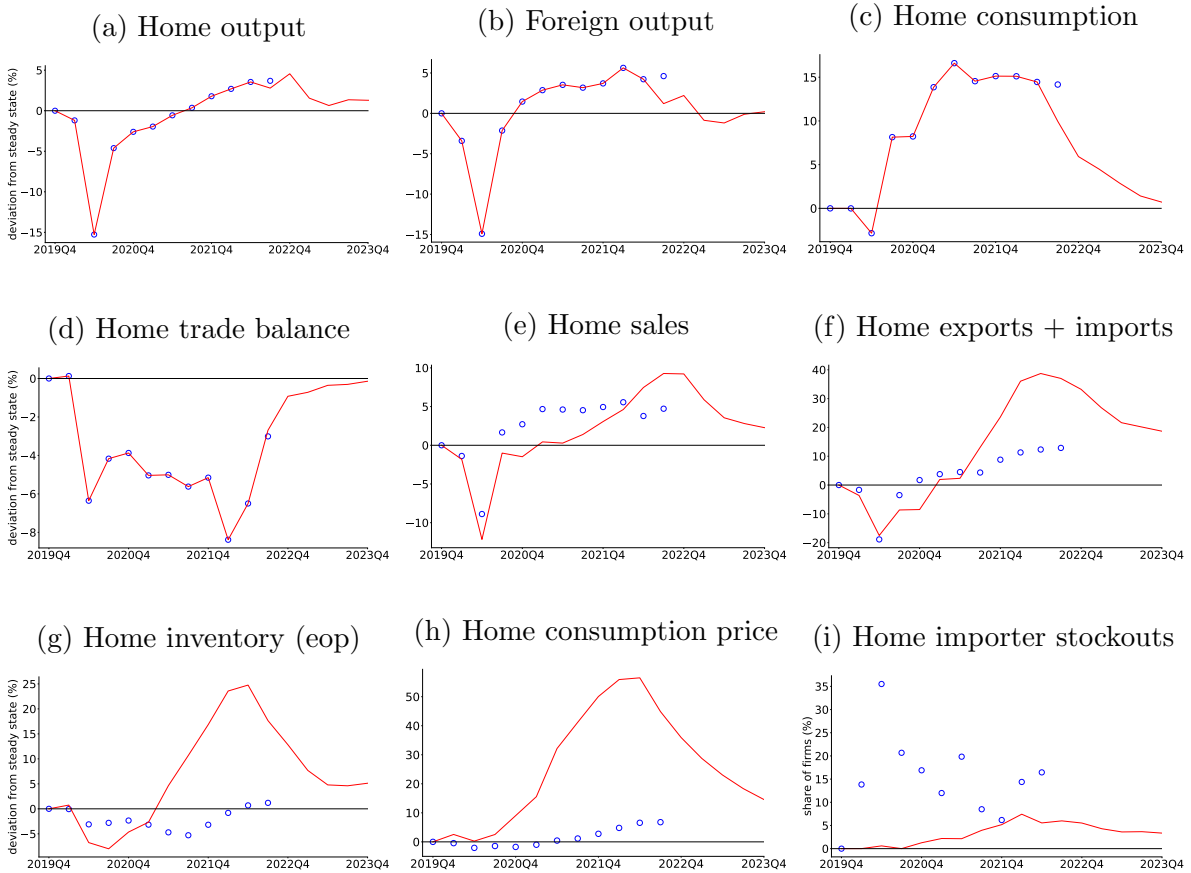 (a) Home output
(b) Foreign output
(c) Home consumption
deviation from steady state (%)
5
0
−5
−10
−15
2019Q4 2020Q4 2021Q4 2022Q4 2023Q4
5
0
−5
−10
−15
2019Q4 2020Q4 2021Q4 2022Q4 2023Q4
15
10
5
0
2019Q4 2020Q4 2021Q4 2022Q4 2023Q4
(d) Home trade balance
(e) Home sales
(f) Home exports + imports
deviation from steady state (%)
0
−2
−4
−6
−8
2019Q4 2020Q4 2021Q4 2022Q4 2023Q4
10
5
0
−5
−10
2019Q4 2020Q4 2021Q4 2022Q4 2023Q4
40
30
20
10
0
−10
−20
2019Q4 2020Q4 2021Q4 2022Q4 2023Q4
(g) Home inventory (eop)
(h) Home consumption price
(i) Home importer stockouts
deviation from steady state (%)
25
20
15
10
5
0
−5
2019Q4 2020Q4 2021Q4 2022Q4 2023Q4
60
50
40
30
20
10
0
2019Q4 2020Q4 2021Q4 2022Q4 2023Q4
share of firms (%)
35
30
25
20
15
10
5
0
2019Q4 2020Q4 2021Q4 2022Q4 2023Q4